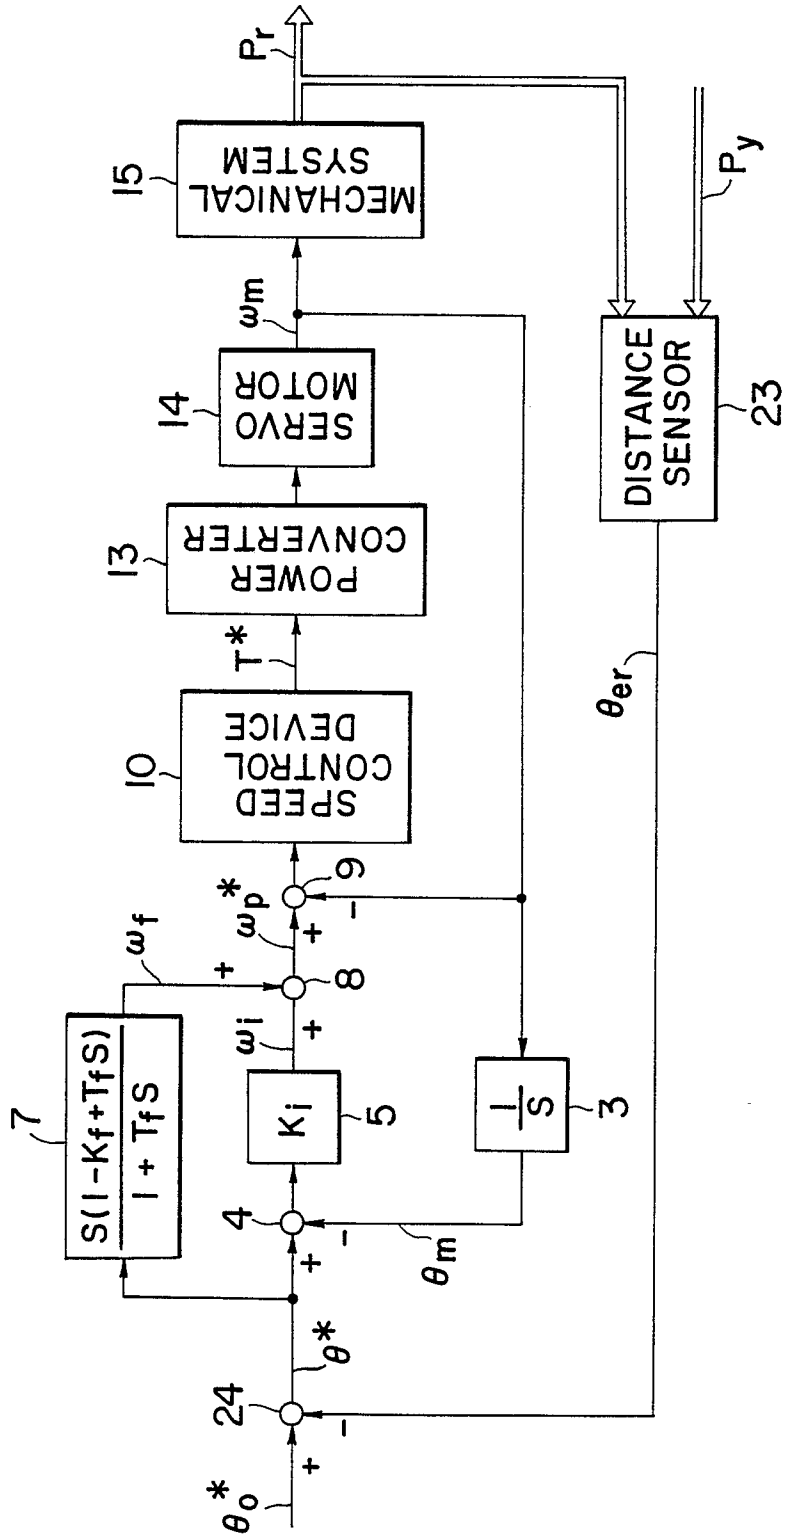 7
S(1-Kf+TfS)
1+TfS
ωf
θo*
+
24
−
θ*
+
4
−
θm
Ki
5
ωi
+
+
8
ωp*
+
9
−
10
SPEED
CONTROL
DEVICE
T*
13
POWER
CONVERTER
14
SERVO
MOTOR
ωm
15
MECHANICAL
SYSTEM
Pr
1
S
3
θer
DISTANCE
SENSOR
23
Py